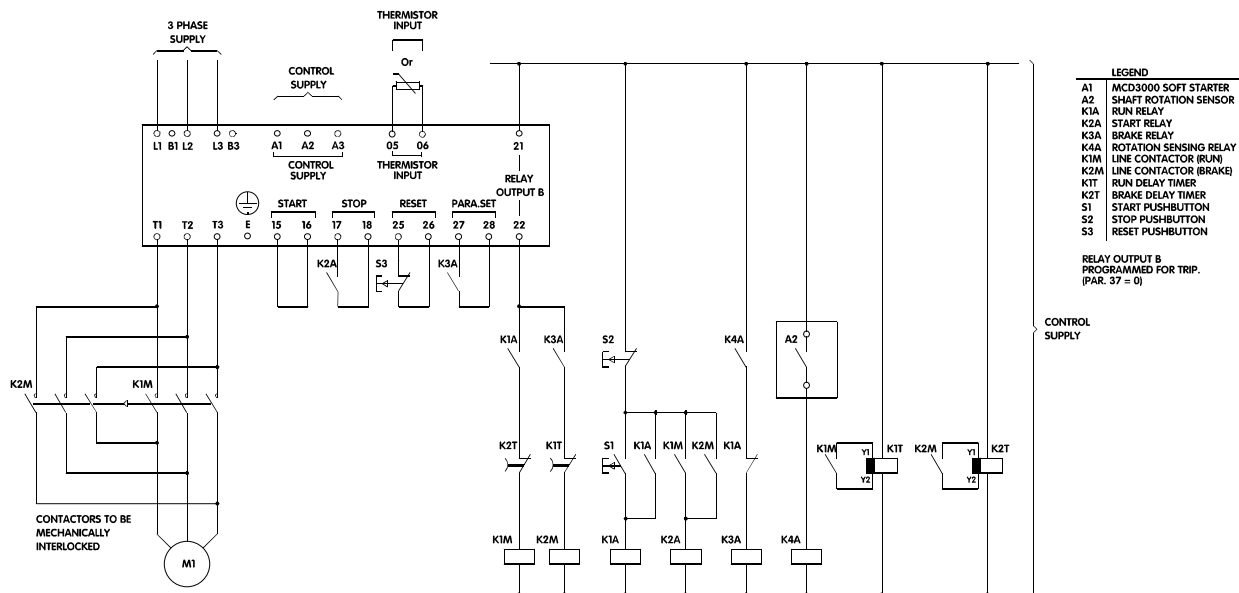 3 PHASE
SUPPLY
THERMISTOR
INPUT
Or
CONTROL
SUPPLY
L1 B1 L2 L3 B3 A1 A2 A3 05 06 21
CONTROL
SUPPLY
THERMISTOR
INPUT
RELAY
OUTPUT B
START STOP RESET PARA.SET
T1 T2 T3 E 15 16 17 18 25 26 27 28 22
K2A S3 K3A
K1A K3A S2 K4A A2
K2M K1M
K2T K1T S1 K1A K1M K2M K1A K1M Y1 Y2 K1T K2M Y1 Y2 K2T
CONTACTORS TO BE
MECHANICALLY
INTERLOCKED
M1
K1M K2M K1A K2A K3A K4A
CONTROL
SUPPLY
LEGEND
A1 MCD3000 SOFT STARTER
A2 SHAFT ROTATION SENSOR
K1A RUN RELAY
K2A START RELAY
K3A BRAKE RELAY
K4A ROTATION SENSING RELAY
K1M LINE CONTACTOR (RUN)
K2M LINE CONTACTOR (BRAKE)
K1T RUN DELAY TIMER
K2T BRAKE DELAY TIMER
S1 START PUSHBUTTON
S2 STOP PUSHBUTTON
S3 RESET PUSHBUTTON
RELAY OUTPUT B
PROGRAMMED FOR TRIP.
(PAR. 37 = 0)